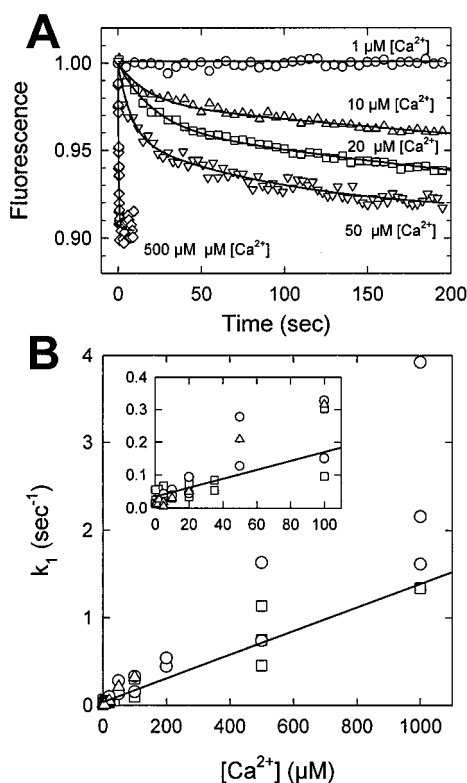 A
1 µM [Ca2+]
1.00
10 µM [Ca2+]
0.95
20 µM [Ca2+]
0.90
500 µM µM [Ca2+]
50 µM [Ca2+]
Fluorescence
0 50 100 150 200
Time (sec)
B
4
3
2
1
0
k1 (sec-1)
0.4
0.3
0.2
0.1
0.0
0 20 40 60 80 100
0 200 400 600 800 1000
[Ca2+] (µM)